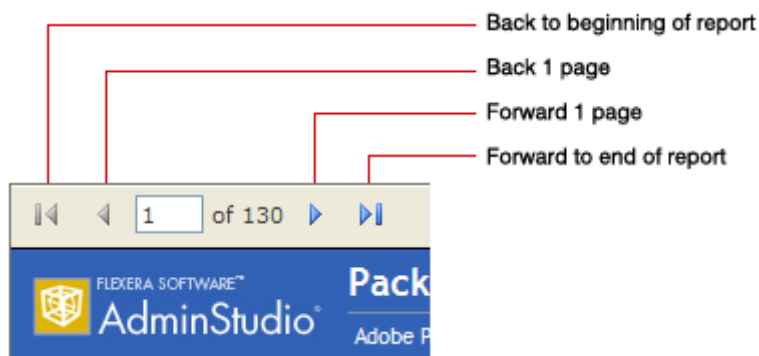 Back to beginning of report
Back 1 page
Forward 1 page
Forward to end of report
1 of 130
FLEXERA SOFTWARE™
AdminStudio®
Pack
Adobe P